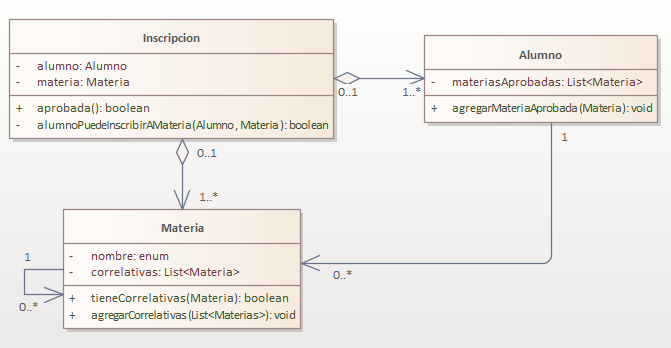 Inscripcion
- alumno: Alumno
- materia: Materia
+ aprobada(): boolean
- alumnoPuedeInscribirAMateria(Alumno, Materia): boolean
0..1
1..*
Alumno
- materiasAprobadas: List<Materia>
+ agregarMateriaAprobada(Materia): void
1
0..1
1..*
Materia
- nombre: enum
- correlativas: List<Materia>
+ tieneCorrelativas(Materia): boolean
+ agregarCorrelativas(List<Materias>): void
1
0..*
0..*